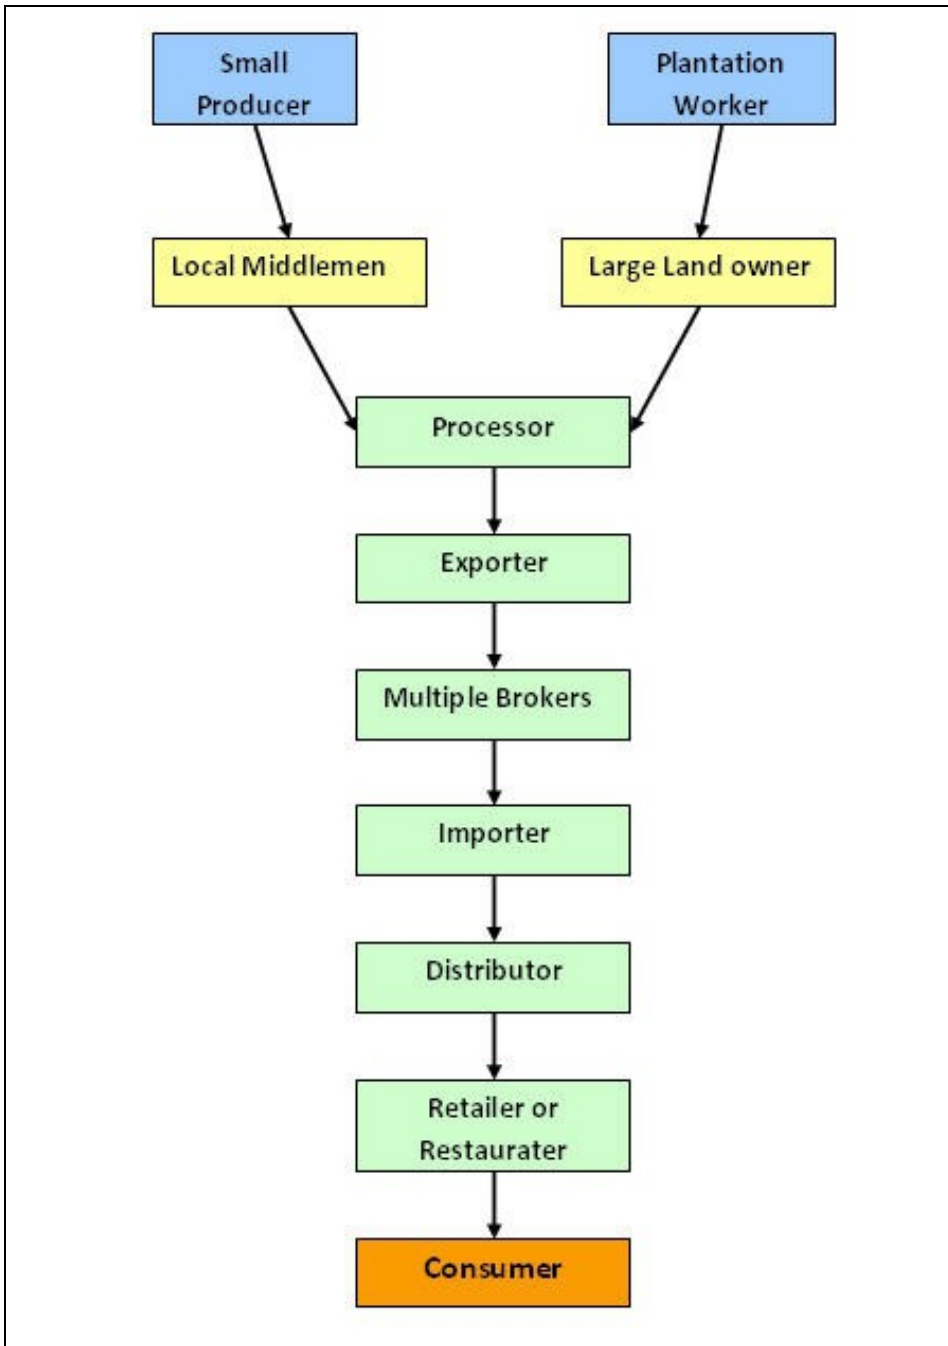 Small
Producer
Plantation
Worker
Local Middlemen
Large Land owner
Processor
Exporter
Multiple Brokers
Importer
Distributor
Retailer or
Restaurater
Consumer